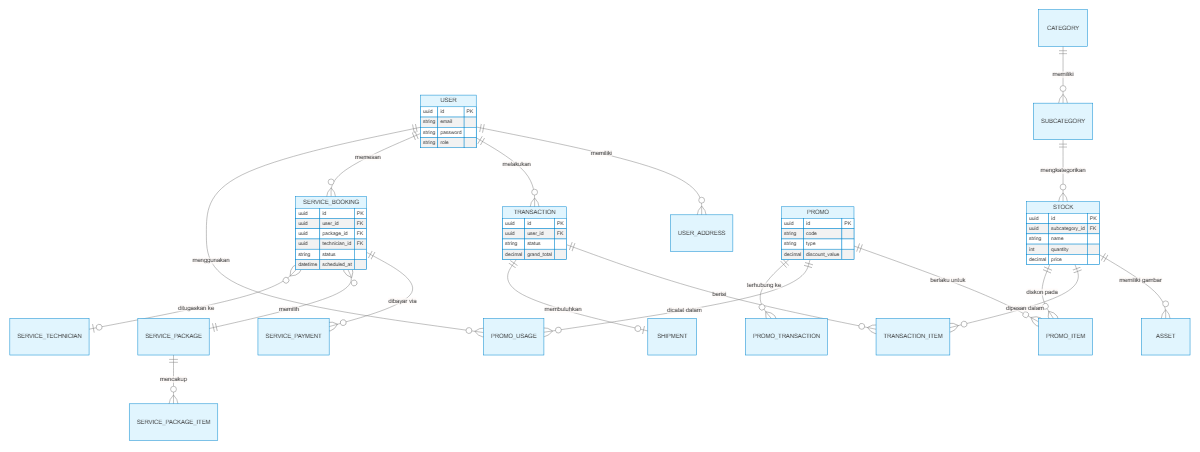 CATEGORY
memiliki
SUBCATEGORY
mengkategorikan
USER
uuid id PK
string email
string password
string role
memesan
melakukan
memiliki
menggunakan
SERVICE_BOOKING
uuid id PK
uuid user_id FK
uuid package_id FK
uuid technician_id FK
string status
datetime scheduled_at
TRANSACTION
uuid id PK
uuid user_id FK
string status
decimal grand_total
USER_ADDRESS
PROMO
uuid id PK
string code
string type
decimal discount_value
STOCK
uuid id PK
uuid subcategory_id FK
string name
int quantity
decimal price
ditugaskan ke
memilih
dibayar via
membutuhkan
berisi
dicatat dalam
terhubung ke
berlaku untuk
diskon pada
dipesan dalam
memiliki gambar
SERVICE_TECHNICIAN
SERVICE_PACKAGE
SERVICE_PAYMENT
PROMO_USAGE
SHIPMENT
PROMO_TRANSACTION
TRANSACTION_ITEM
PROMO_ITEM
ASSET
mencakup
SERVICE_PACKAGE_ITEM